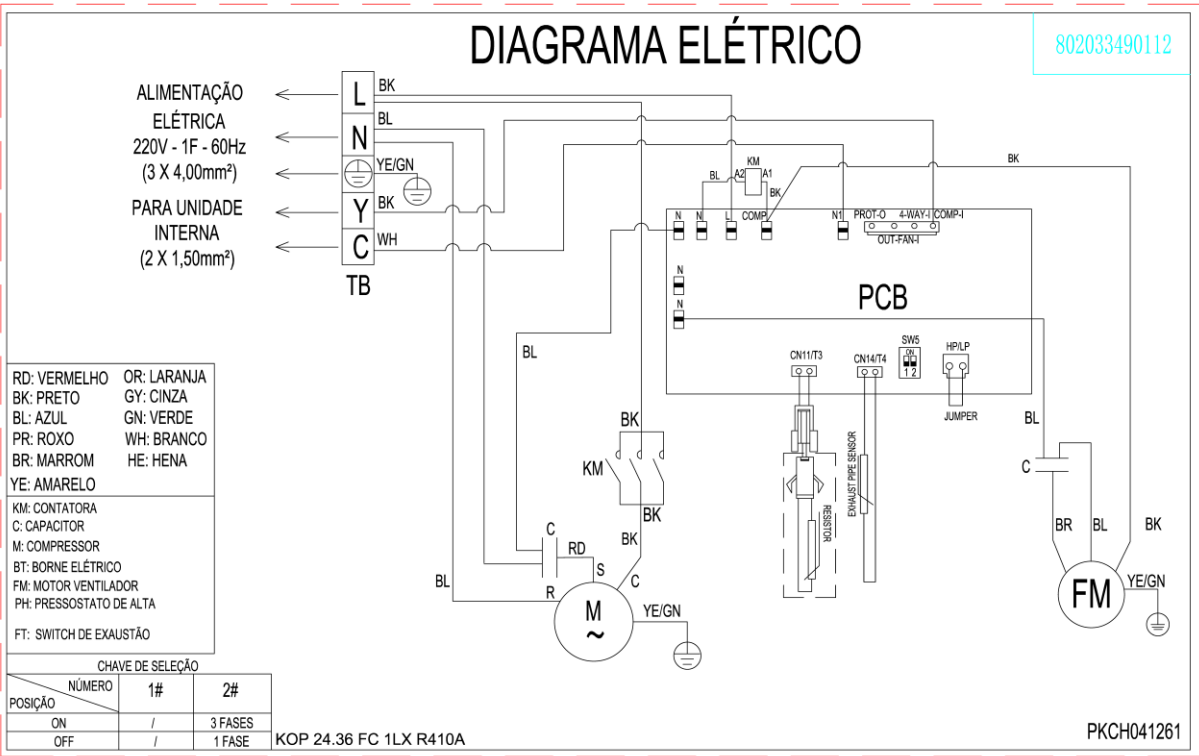 DIAGRAMA ELÉTRICO
802033490112
ALIMENTAÇÃO
ELÉTRICA
220V - 1F - 60Hz
(3 X 4,00mm²)
PARA UNIDADE
INTERNA
(2 X 1,50mm²)
L
BK
N
BL
YE/GN
Y
BK
C
WH
TB
BK
KM
A2
A1
BL
BK
N
N
L
COMP
N1
PROT-O
4-WAY-I
COMP-I
OUT-FAN-I
N
N
PCB
CN11/T3
CN14/T4
SW5
ON
1 2
HP/LP
JUMPER
EXHAUST PIPE SENSOR
RESISTOR
BL
BK
KM
BK
BK
C
RD
S
C
R
BL
M
~
YE/GN
BL
C
BR
BL
BK
FM
YE/GN
RD: VERMELHO
OR: LARANJA
BK: PRETO
GY: CINZA
BL: AZUL
GN: VERDE
PR: ROXO
WH: BRANCO
BR: MARROM
HE: HENA
YE: AMARELO
KM: CONTATORA
C: CAPACITOR
M: COMPRESSOR
BT: BORNE ELÉTRICO
FM: MOTOR VENTILADOR
PH: PRESSOSTATO DE ALTA
FT: SWITCH DE EXAUSTÃO
CHAVE DE SELEÇÃO
NÚMERO
POSIÇÃO
1#
2#
ON
/
3 FASES
OFF
/
1 FASE
KOP 24.36 FC 1LX R410A
PKCH041261